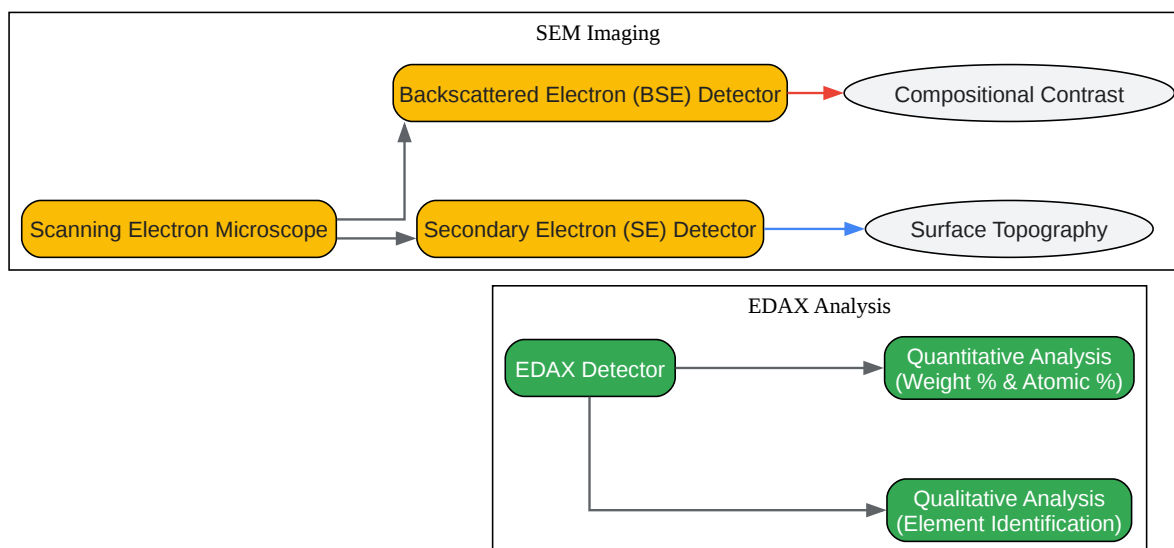 SEM Imaging
Backscattered Electron (BSE) Detector
Compositional Contrast
Scanning Electron Microscope
Secondary Electron (SE) Detector
Surface Topography
EDAX Analysis
EDAX Detector
Quantitative Analysis
(Weight % & Atomic %)
Qualitative Analysis
(Element Identification)